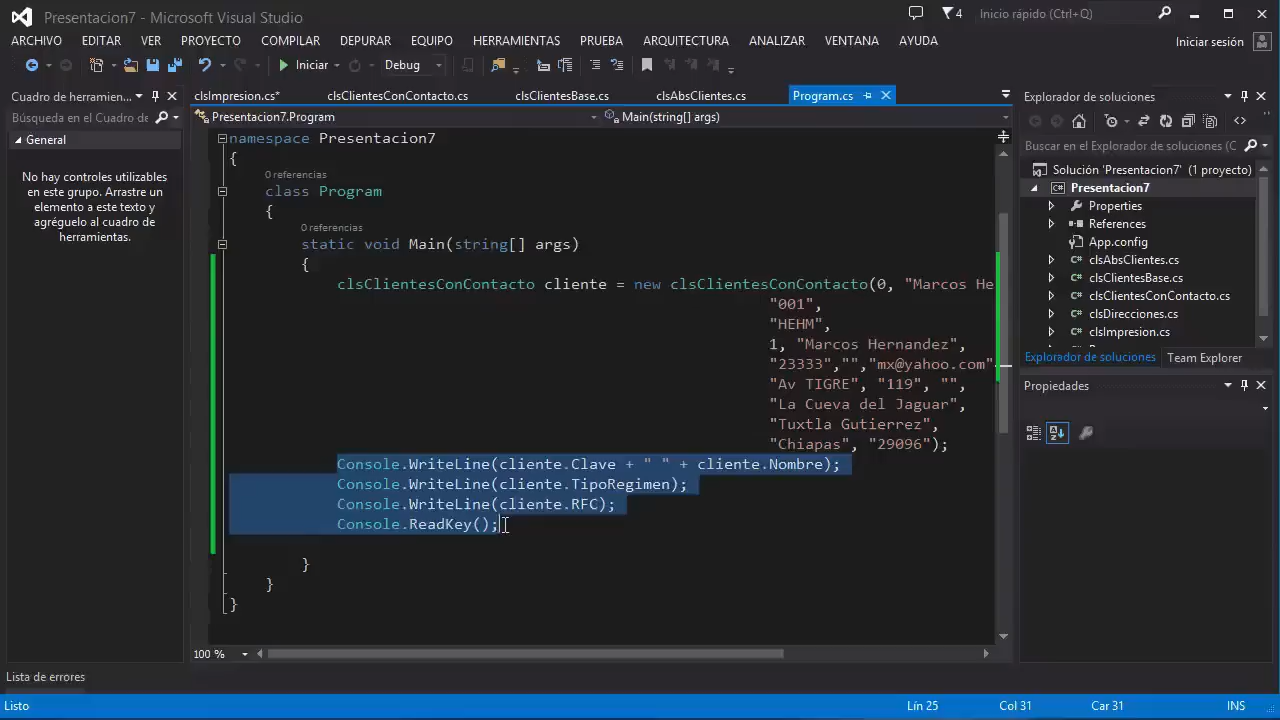 Presentacion7 - Microsoft Visual Studio
4
Inicio rápido (Ctrl+Q)
ARCHIVO EDITAR VER PROYECTO COMPILAR DEPURAR EQUIPO HERRAMIENTAS PRUEBA ARQUITECTURA ANALIZAR VENTANA AYUDA
Iniciar sesión
Iniciar Debug
Cuadro de herramien...
Búsqueda en el Cuadro de
General
No hay controles utilizables
en este grupo. Arrastre un
elemento a este texto y
agréguelo al cuadro de
herramientas.
clsImpresion.cs* clsClientesConContacto.cs clsClientesBase.cs clsAbsClientes.cs Program.cs
Presentacion7.Program Main(string[] args)
namespace Presentacion7
{
0 referencias
class Program
{
0 referencias
static void Main(string[] args)
{
clsClientesConContacto cliente = new clsClientesConContacto(0, "Marcos He
"001",
"HEHM",
1, "Marcos Hernandez",
"23333","","mx@yahoo.com"
"Av TIGRE", "119", "",
"La Cueva del Jaguar",
"Tuxtla Gutierrez",
"Chiapas", "29096");
Console.WriteLine(cliente.Clave + " " + cliente.Nombre);
Console.WriteLine(cliente.TipoRegimen);
Console.WriteLine(cliente.RFC);
Console.ReadKey();
}
}
}
100 %
Explorador de soluciones
Buscar en el Explorador de soluciones (C
Solución 'Presentacion7' (1 proyecto)
Presentacion7
Properties
References
App.config
clsAbsClientes.cs
clsClientesBase.cs
clsClientesConContacto.cs
clsDirecciones.cs
clsImpresion.cs
Explorador de soluciones Team Explorer
Propiedades
Lista de errores
Listo
Lín 25 Col 31 Car 31 INS